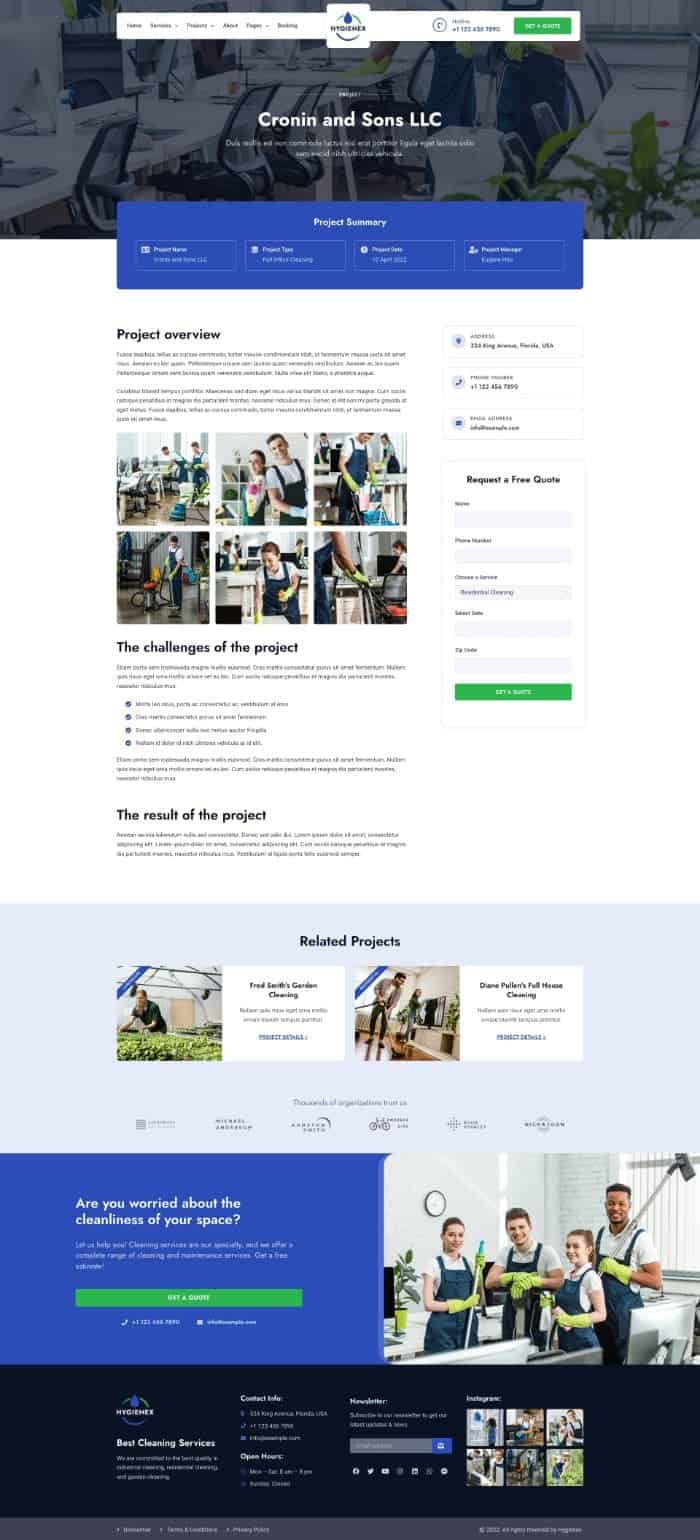 Home Services Projects About Pages Booking
HYGIENEX
Hotline
+1 123 456 7890
GET A QUOTE
PROJECT
Cronin and Sons LLC
Duis mollis est non commodo luctus nisi erat porttitor ligula eget lacinia odio
sem necid nibh ultricies vehicula.
Project Summary
Project Name
Cronin and Sons LLC
Project Type
Full Office Cleaning
Project Date
12 April 2022
Project Manager
Eugene Hilo
Project overview
Fusce dapibus, tellus ac cursus commodo, tortor mauris condimentum nibh, ut fermentum massa justo sit amet
risus. Aenean eu leo quam. Pellentesque ornare sem lacinia quam venenatis vestibulum. Aenean eu leo quam.
Pellentesque ornare sem lacinia quam venenatis vestibulum. Nulla vitae elit libero, a pharetra augue.
Curabitur blandit tempus porttitor. Maecenas sed diam eget risus varius blandit sit amet non magna. Cum sociis
natoque penatibus et magnis dis parturient montes, nascetur ridiculus mus. Donec id elit non mi porta gravida at
eget metus. Fusce dapibus, tellus ac cursus commodo, tortor mauris condimentum nibh, ut fermentum massa
justo sit amet risus.
ADDRESS
334 King Avenue, Florida, USA
PHONE NUMBER
+1 123 456 7890
EMAIL ADDRESS
info@example.com
Request a Free Quote
Name
Phone Number
Choose a Service
Residential Cleaning
Select Date
Zip Code
GET A QUOTE
The challenges of the project
Etiam porta sem malesuada magna mollis euismod. Cras mattis consectetur purus sit amet fermentum. Nullam
quis risus eget urna mollis ornare vel eu leo. Cum sociis natoque penatibus et magnis dis parturient montes,
nascetur ridiculus mus.
Morbi leo risus, porta ac consectetur ac, vestibulum at eros.
Cras mattis consectetur purus sit amet fermentum.
Donec ullamcorper nulla non metus auctor fringilla.
Nullam id dolor id nibh ultricies vehicula ut id elit.
Etiam porta sem malesuada magna mollis euismod. Cras mattis consectetur purus sit amet fermentum. Nullam
quis risus eget urna mollis ornare vel eu leo. Cum sociis natoque penatibus et magnis dis parturient montes,
nascetur ridiculus mus.
The result of the project
Aenean lacinia bibendum nulla sed consectetur. Donec sed odio dui. Lorem ipsum dolor sit amet, consectetur
adipiscing elit. Lorem ipsum dolor sit amet, consectetur adipiscing elit. Cum sociis natoque penatibus et magnis
dis parturient montes, nascetur ridiculus mus. Vestibulum id ligula porta felis euismod semper.
Related Projects
Fred Smith's Garden
Cleaning
Nullam quis risus eget urna mollis
ornare blandit tempus porttitor.
PROJECT DETAILS »
Diane Pullen's Full House
Cleaning
Nullam quis risus eget urna mollis
ornare blandit tempus porttitor.
PROJECT DETAILS »
Thousands of organizations trust us
MICHAEL
ANDERSON
HOUSTON
SMITH
Are you worried about the
cleanliness of your space?
Let us help you! Cleaning services are our specialty, and we offer a
complete range of cleaning and maintenance services. Get a free
estimate!
GET A QUOTE
+1 123 456 7890 info@example.com
HYGIENEX
Best Cleaning Services
We are committed to the best quality in
industrial cleaning, residential cleaning,
and garden cleaning.
Contact Info:
334 King Avenue, Florida, USA
+1 123 456 7890
info@example.com
Open Hours:
Mon – Sat: 8 am – 5 pm
Sunday: Closed
Newsletter:
Subscribe to our newsletter to get our
latest updates & news.
Email address
Instagram:
Disclaimer Terms & Conditions Privacy Policy
© 2022. All rights reserved by Hygienex.